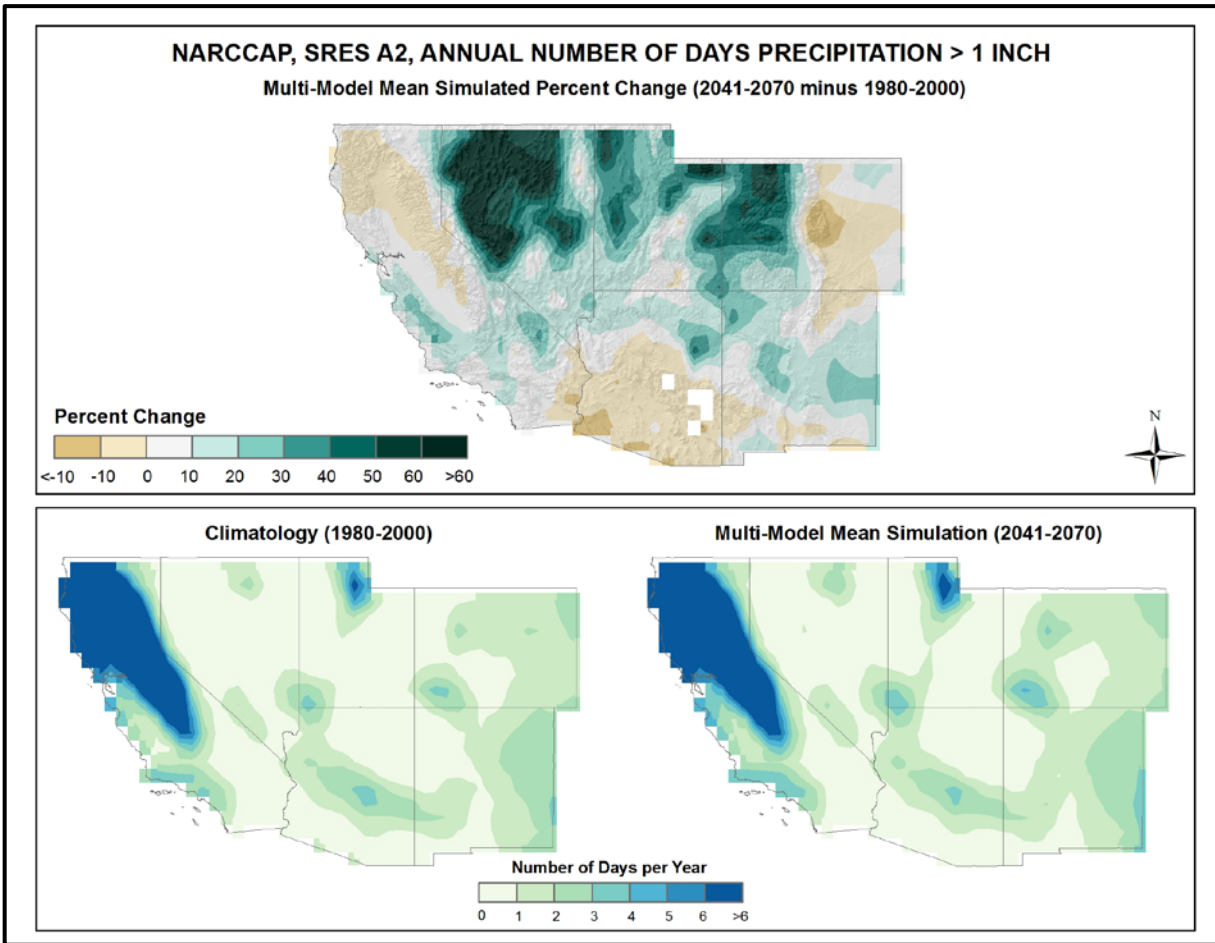 NARCCAP, SRES A2, ANNUAL NUMBER OF DAYS PRECIPITATION > 1 INCH
Multi-Model Mean Simulated Percent Change (2041-2070 minus 1980-2000)
Percent Change
<-10 -10 0 10 20 30 40 50 60 >60
N
Climatology (1980-2000)
Multi-Model Mean Simulation (2041-2070)
Number of Days per Year
0 1 2 3 4 5 6 >6